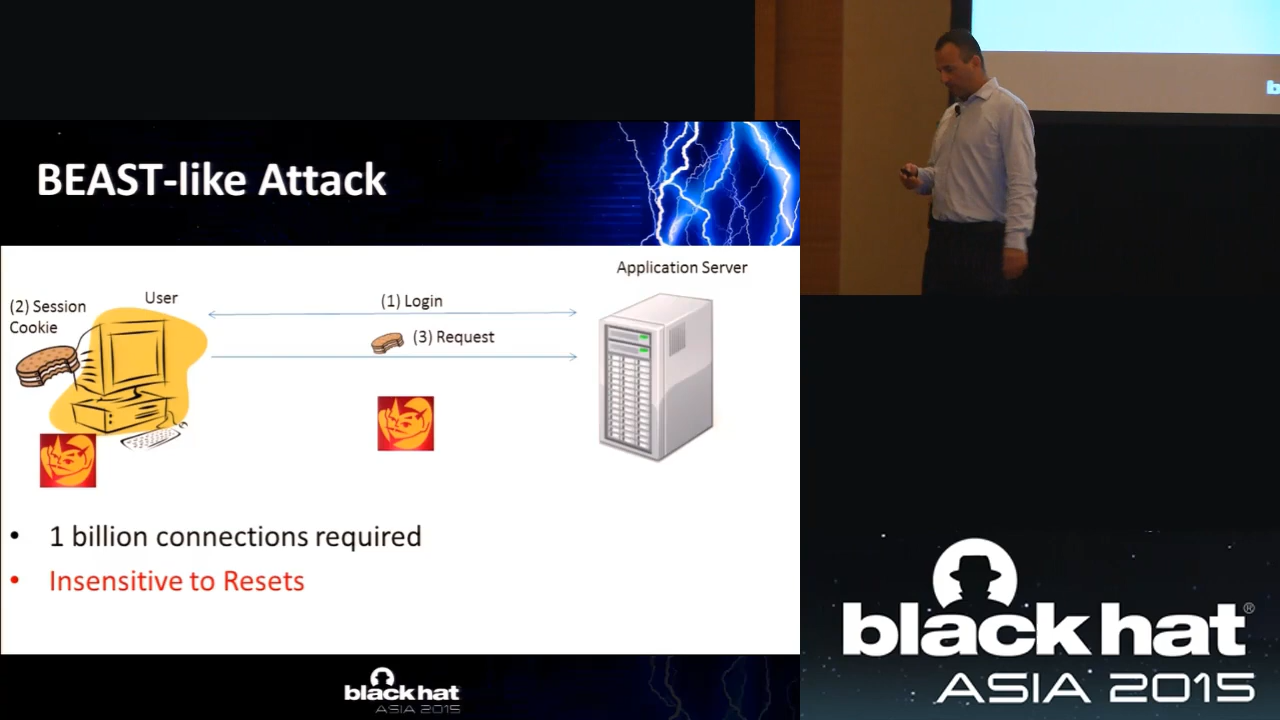 BEAST-like Attack
Application Server
(2) Session
Cookie
User
(1) Login
(3) Request
• 1 billion connections required
• Insensitive to Resets
black hat
ASIA 2015
black hat®
ASIA 2015
b